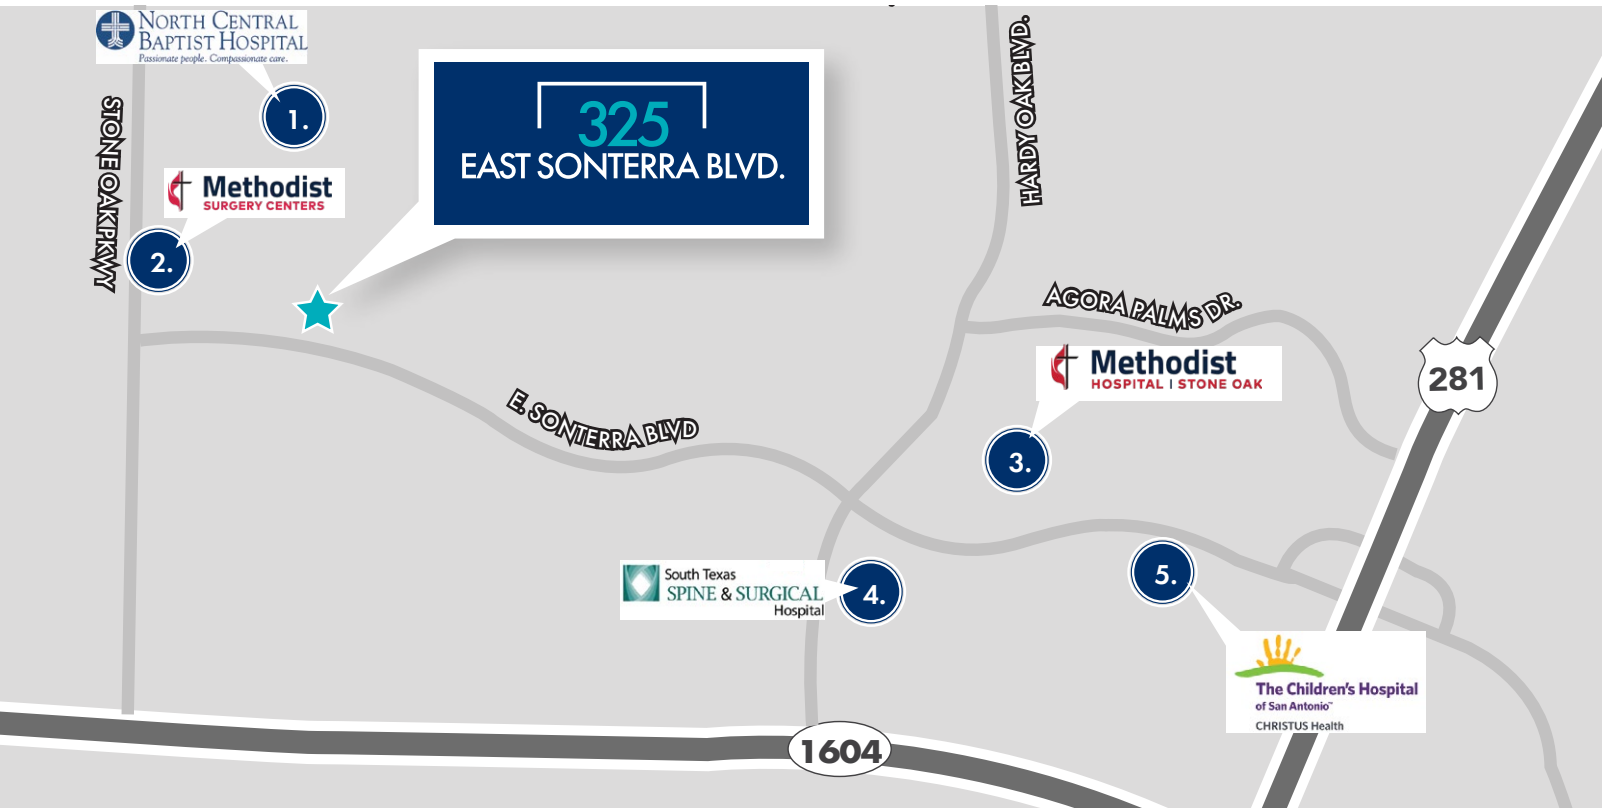 NORTH CENTRAL
BAPTIST HOSPITAL
Passionate people. Compassionate care.
1.
STONE OAK PKWY
Methodist
SURGERY CENTERS
2.
325
EAST SONTERRA BLVD.
HARDY OAK BLVD.
AGORA PALMS DR.
Methodist
HOSPITAL | STONE OAK
281
E. SONTERRA BLVD
3.
South Texas
SPINE & SURGICAL
Hospital
4.
5.
The Children's Hospital
of San Antonio™
CHRISTUS Health
1604